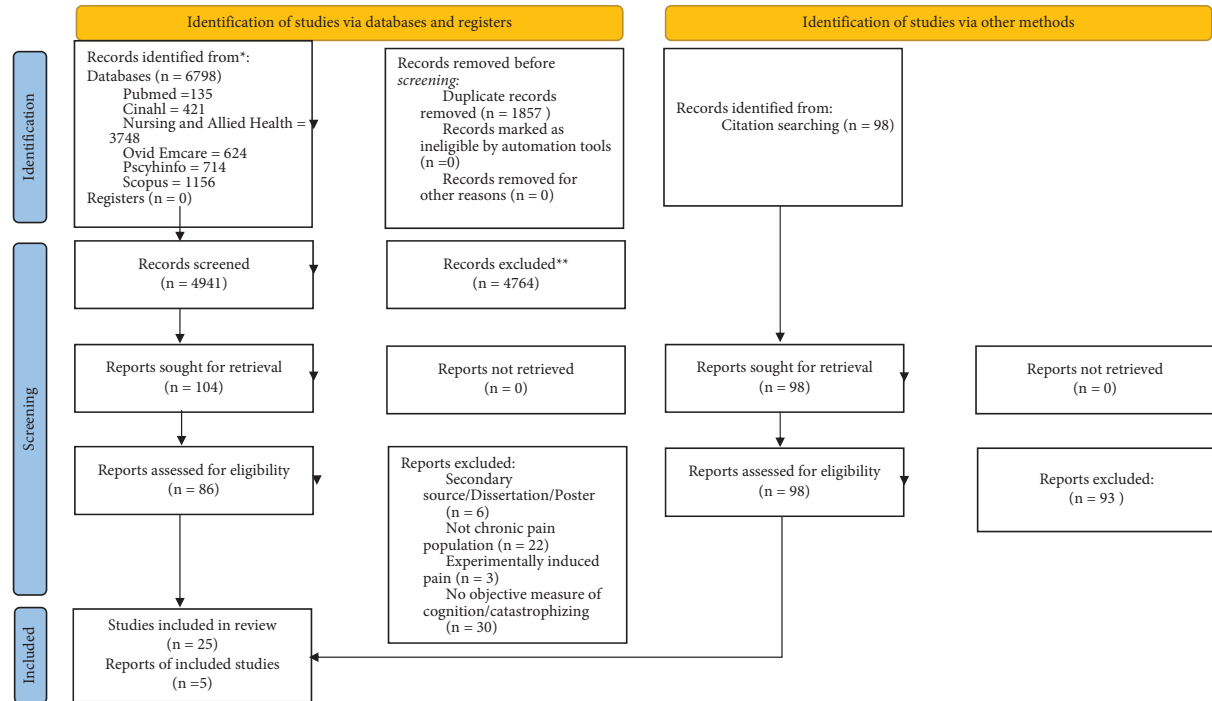 Identification of studies via databases and registers
Identification of studies via other methods
Identification
Records identified from*:
Databases (n = 6798)
Pubmed =135
Cinahl = 421
Nursing and Allied Health =
3748
Ovid Emcare = 624
Pscyhinfo = 714
Scopus = 1156
Registers (n = 0)
Records removed before
screening:
Duplicate records
removed (n = 1857 )
Records marked as
ineligible by automation tools
(n =0)
Records removed for
other reasons (n = 0)
Records identified from:
Citation searching (n = 98)
Screening
Records screened
(n = 4941)
Records excluded**
(n = 4764)
Reports sought for retrieval
(n = 104)
Reports not retrieved
(n = 0)
Reports sought for retrieval
(n = 98)
Reports not retrieved
(n = 0)
Reports assessed for eligibility
(n = 86)
Reports excluded:
Secondary
source/Dissertation/Poster
(n = 6)
Not chronic pain
population (n = 22)
Experimentally induced
pain (n = 3)
No objective measure of
cognition/catastrophizing
(n = 30)
Reports assessed for eligibility
(n = 98)
Reports excluded:
(n = 93 )
Included
Studies included in review
(n = 25)
Reports of included studies
(n =5)